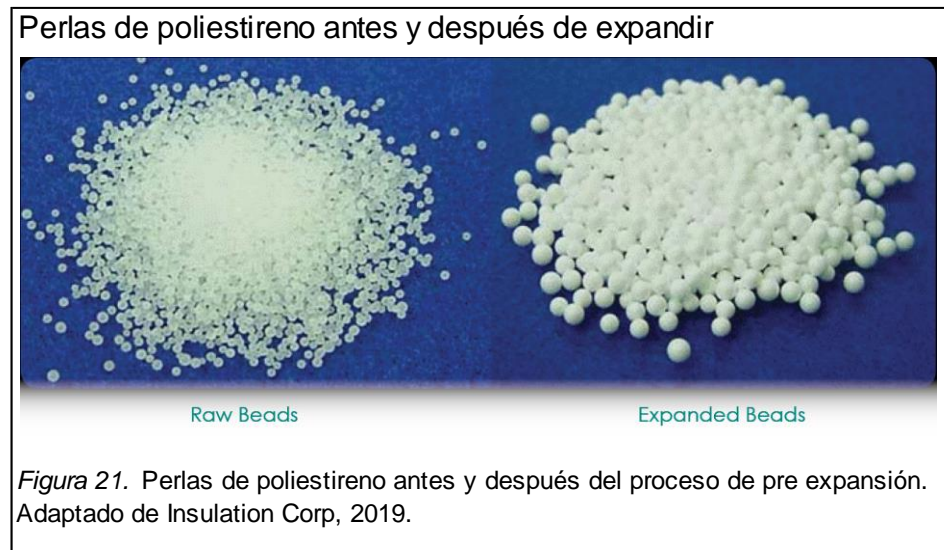 Perlas de poliestireno antes y después de expandir
Raw Beads
Expanded Beads
Figura 21. Perlas de poliestireno antes y después del proceso de pre expansión.
Adaptado de Insulation Corp, 2019.